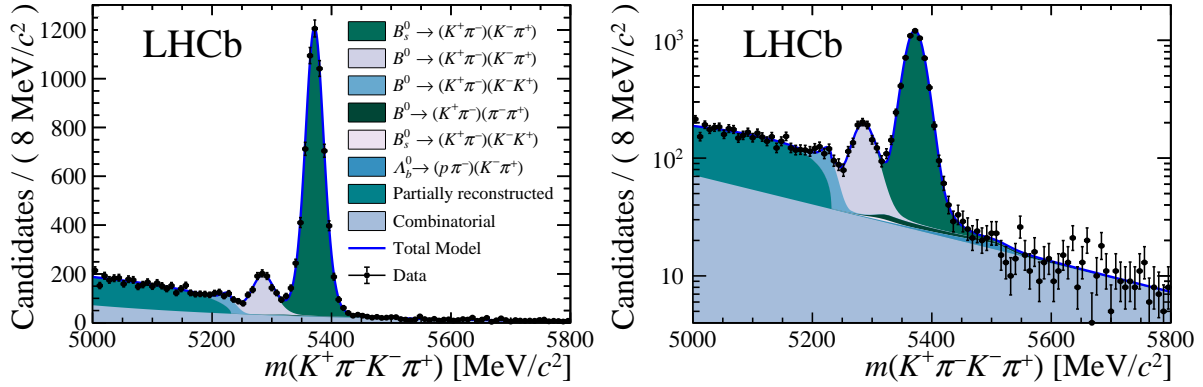 Candidates / ( 8 MeV/c²)
1200
1000
800
600
400
200
0
LHCb
B⁰ₛ → (K⁺π⁻)(K⁻π⁺)
B⁰ → (K⁺π⁻)(K⁻π⁺)
B⁰ → (K⁺π⁻)(K⁻K⁺)
B⁰ → (K⁺π⁻)(π⁻π⁺)
B⁰ₛ → (K⁺π⁻)(K⁻K⁺)
Λ⁰_b → (p π⁻)(K⁻π⁺)
Partially reconstructed
Combinatorial
Total Model
Data
5000 5200 5400 5600 5800
m(K⁺π⁻K⁻π⁺) [MeV/c²]
Candidates / ( 8 MeV/c²)
10³
10²
10
LHCb
5000 5200 5400 5600 5800
m(K⁺π⁻K⁻π⁺) [MeV/c²]